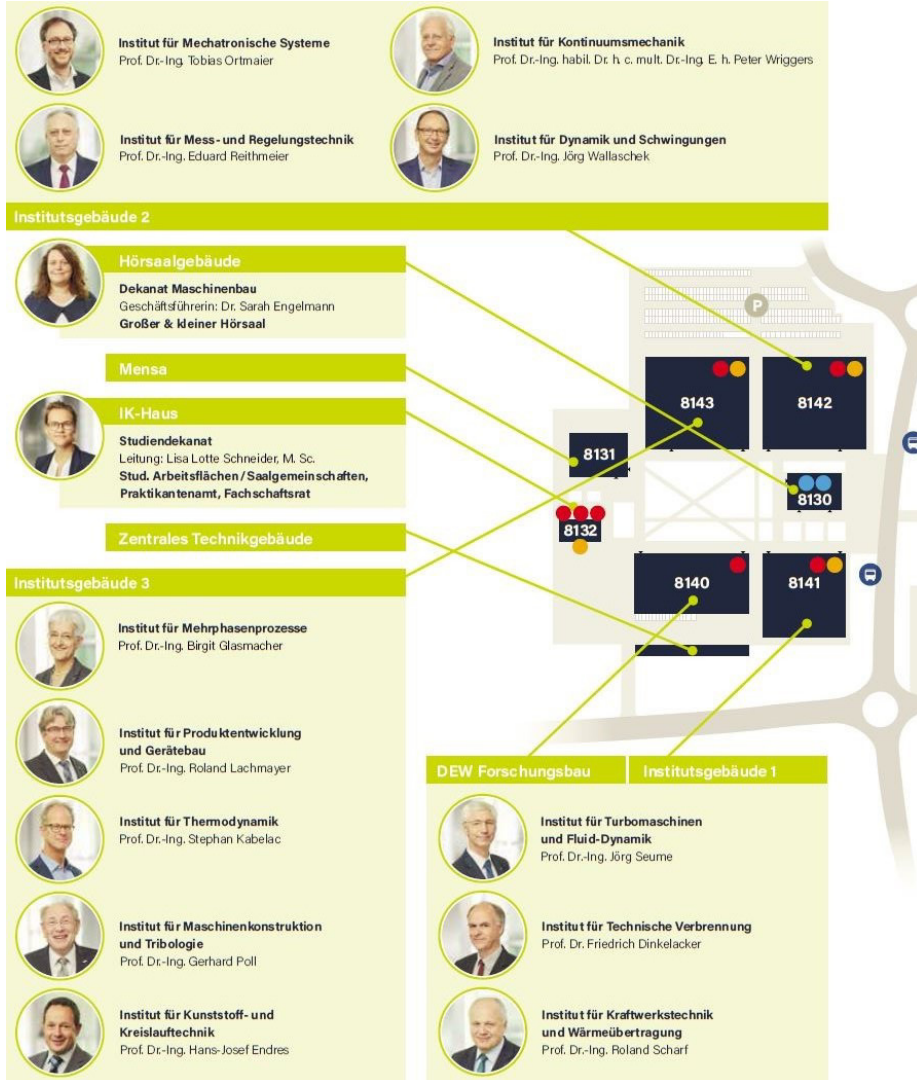 Institut für Mechatronische Systeme
Prof. Dr.-Ing. Tobias Ortmaier
Institut für Kontinuumsmechanik
Prof. Dr.-Ing. habil. Dr. h. c. mult. Dr.-Ing. E. h. Peter Wriggers
Institut für Mess- und Regelungstechnik
Prof. Dr.-Ing. Eduard Reithmeier
Institut für Dynamik und Schwingungen
Prof. Dr.-Ing. Jörg Wallaschek
Institutsgebäude 2
Hörsaalgebäude
Dekanat Maschinenbau
Geschäftsführerin: Dr. Sarah Engelmann
Großer & kleiner Hörsaal
Mensa
IK-Haus
Studiendekanat
Leitung: Lisa Lotte Schneider, M. Sc.
Stud. Arbeitsflächen/Saalgemeinschaften,
Praktikantenamt, Fachschaftsrat
Zentrales Technikgebäude
P
8143
8142
8131
8130
8132
8140
8141
Institutsgebäude 3
Institut für Mehrphasenprozesse
Prof. Dr.-Ing. Birgit Glasmacher
Institut für Produktentwicklung
und Gerätebau
Prof. Dr.-Ing. Roland Lachmayer
Institut für Thermodynamik
Prof. Dr.-Ing. Stephan Kabelac
Institut für Maschinenkonstruktion
und Tribologie
Prof. Dr.-Ing. Gerhard Poll
Institut für Kunststoff- und
Kreislauftechnik
Prof. Dr.-Ing. Hans-Josef Endres
DEW Forschungsbau
Institutsgebäude 1
Institut für Turbomaschinen
und Fluid-Dynamik
Prof. Dr.-Ing. Jörg Seume
Institut für Technische Verbrennung
Prof. Dr. Friedrich Dinkelacker
Institut für Kraftwerkstechnik
und Wärmeübertragung
Prof. Dr.-Ing. Roland Scharf